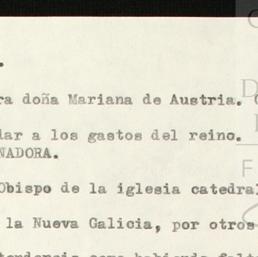 ra doña Mariana de Austria.
dar a los gastos del reino.
NADORA.
Obispo de la iglesia catedral
la Nueva Galicia, por otros